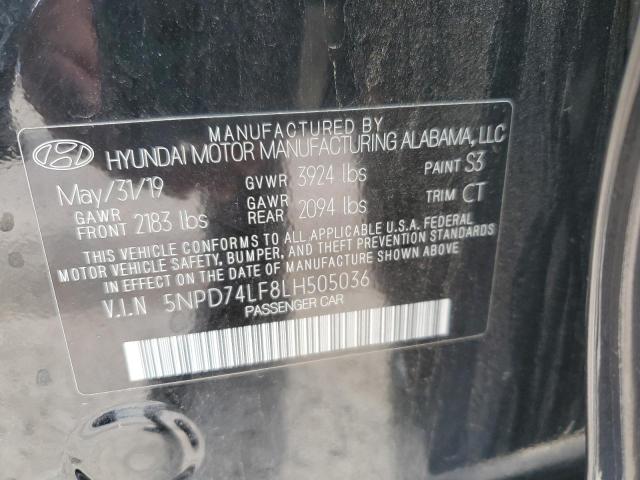 MANUFACTURED BY
HYUNDAI MOTOR MANUFACTURING ALABAMA, LLC
May/31/19 GVWR 3924 lbs PAINT S3
GAWR FRONT 2183 lbs GAWR REAR 2094 lbs TRIM CT
THIS VEHICLE CONFORMS TO ALL APPLICABLE U.S.A. FEDERAL
MOTOR VEHICLE SAFETY, BUMPER, AND THEFT PREVENTION STANDARDS
IN EFFECT ON THE DATE OF MANUFACTURE SHOWN ABOVE.
V.I.N 5NPD74LF8LH505036
PASSENGER CAR